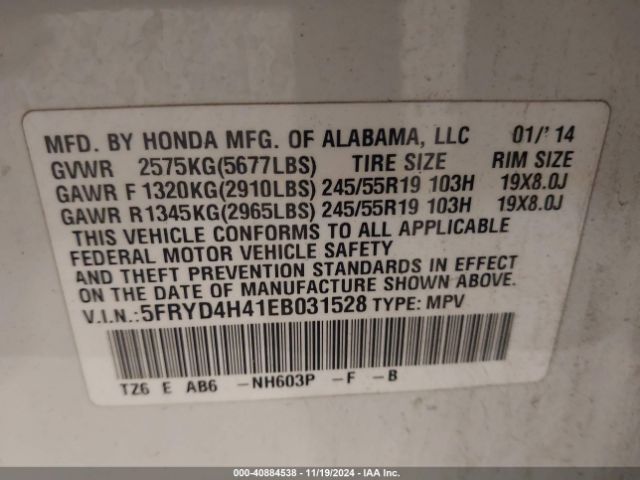 MFD. BY HONDA MFG. OF ALABAMA, LLC 01/'14
GVWR 2575KG(5677LBS) TIRE SIZE RIM SIZE
GAWR F 1320KG(2910LBS) 245/55R19 103H 19X8.0J
GAWR R 1345KG(2965LBS) 245/55R19 103H 19X8.0J
THIS VEHICLE CONFORMS TO ALL APPLICABLE
FEDERAL MOTOR VEHICLE SAFETY
AND THEFT PREVENTION STANDARDS IN EFFECT
ON THE DATE OF MANUFACTURE SHOWN ABOVE.
V.I.N.:5FRYD4H41EB031528 TYPE: MPV
TZ6 E AB6 -NH603P -F -B
000-40884538 - 11/19/2024 - IAAI.com